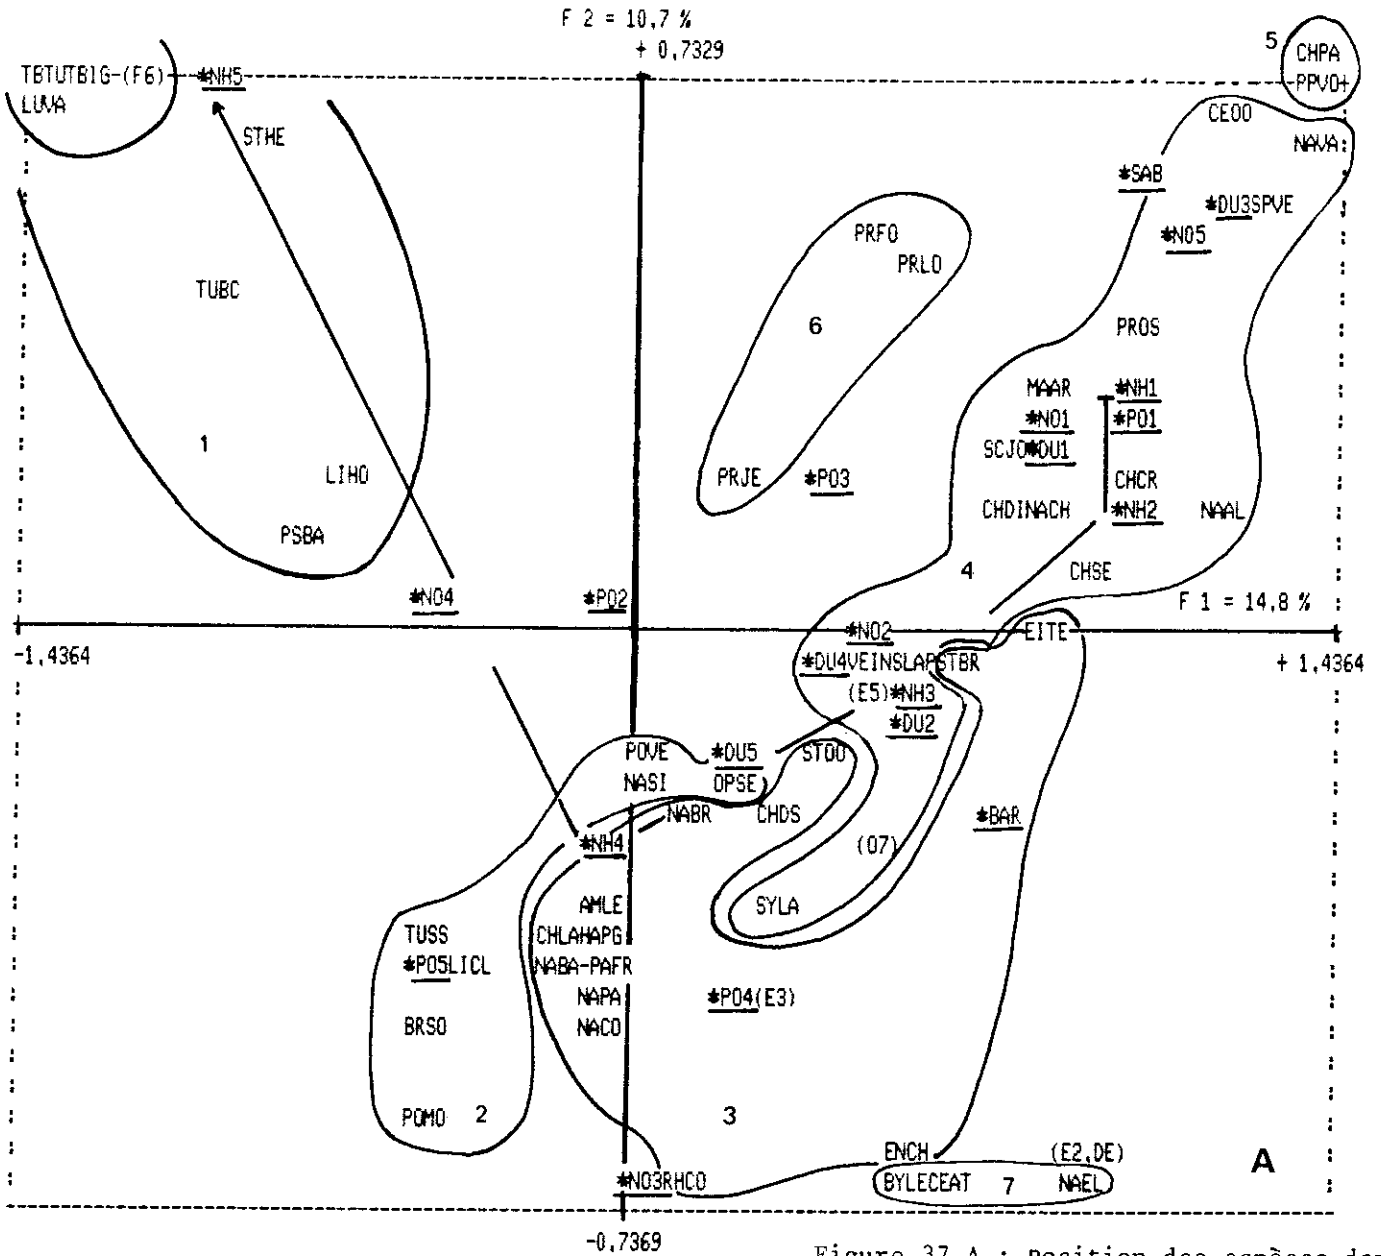 F 2 = 10,7 %
+ 0,7329
5
CHPA
TBTUTBIG-(F6) *NH5
PPVO+
LUVA
CEOO
STHE
NAVA
*SAB
*DU3SPVE
PRFO
*NO5
PRLO
TUBC
6
PROS
MAAR *NH1
*NO1 *PO1
1
SCJO*DU1
LIHO
PRJE *PO3
CHCR
CHDINACH *NH2 NAAL
PSBA
4
CHSE
*NO4 *PO2
F 1 = 14,8 %
*NO2 EITE
-1,4364
*DU4VEINSLAPSTBR
+ 1,4364
(E5)*NH3
*DU2
POVE *DU5 STOO
NASI OPSE
NABR CHDS *BAR
*NH4 (O7)
AMLE SYLA
TUSS CHLAHAPG
*PO5LICL NABA-PAFR
NAPA *PO4(E3)
BRSO NACO
POMO 2 3
ENCH (E2,DE)
A
*NO3RHCO BYLECEAT 7 NAEL
-0,7369